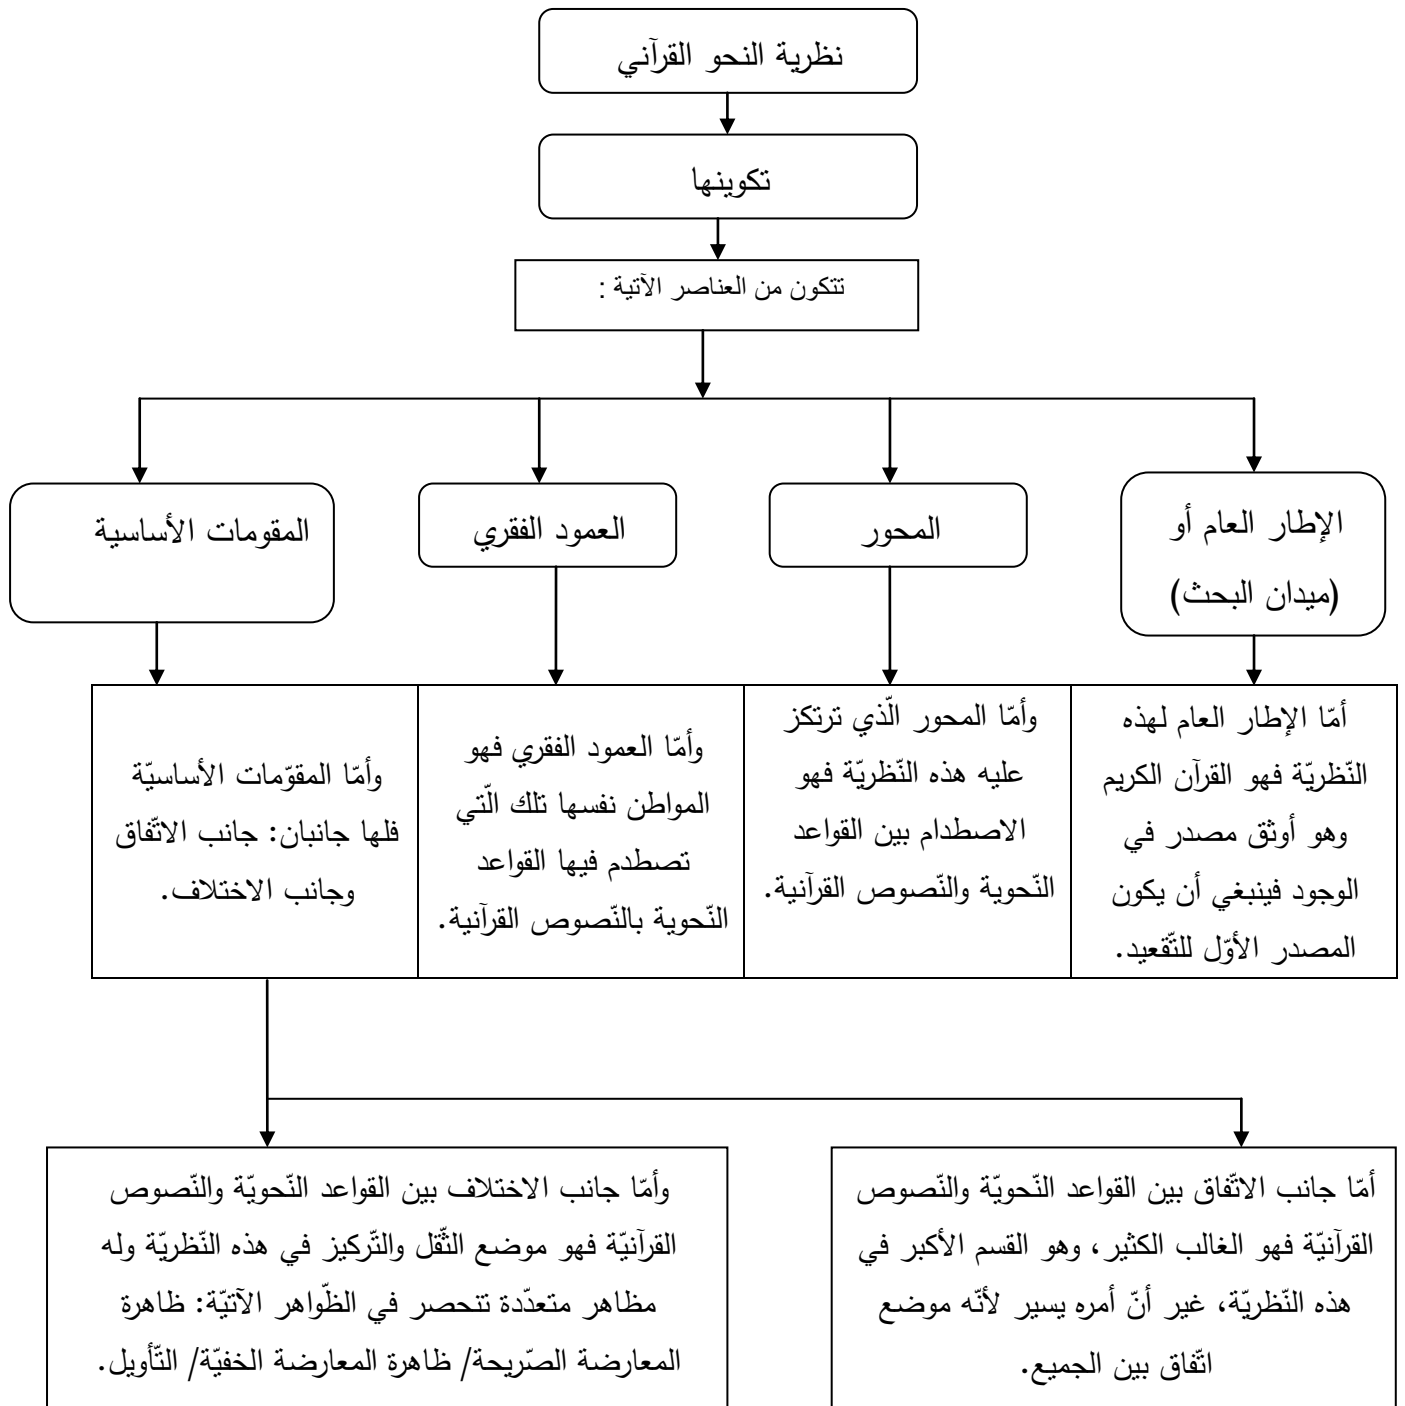 نظرية النحو القرآني
تكوينها
تتكون من العناصر الآتية :
الإطار العام أو
(ميدان البحث)
المحور
العمود الفقري
المقومات الأساسية
أمّا الإطار العام لهذه
النّظريّة فهو القرآن الكريم
وهو أوثق مصدر في
الوجود فينبغي أن يكون
المصدر الأوّل للتّقعيد.
وأمّا المحور الّذي ترتكز
عليه هذه النّظريّة فهو
الاصطدام بين القواعد
النّحوية والنّصوص القرآنية.
وأمّا العمود الفقري فهو
المواطن نفسها تلك الّتي
تصطدم فيها القواعد
النّحوية بالنّصوص القرآنية.
وأمّا المقوّمات الأساسيّة
فلها جانبان: جانب الاتّفاق
وجانب الاختلاف.
أمّا جانب الاتّفاق بين القواعد النّحويّة والنّصوص
القرآنيّة فهو الغالب الكثير، وهو القسم الأكبر في
هذه النّظريّة، غير أنّ أمره يسير لأنّه موضع
اتّفاق بين الجميع.
وأمّا جانب الاختلاف بين القواعد النّحويّة والنّصوص
القرآنيّة فهو موضع الثّقل والتّركيز في هذه النّظريّة وله
مظاهر متعدّدة تنحصر في الظّواهر الآتيّة: ظاهرة
المعارضة الصّريحة/ ظاهرة المعارضة الخفيّة/ التّأويل.